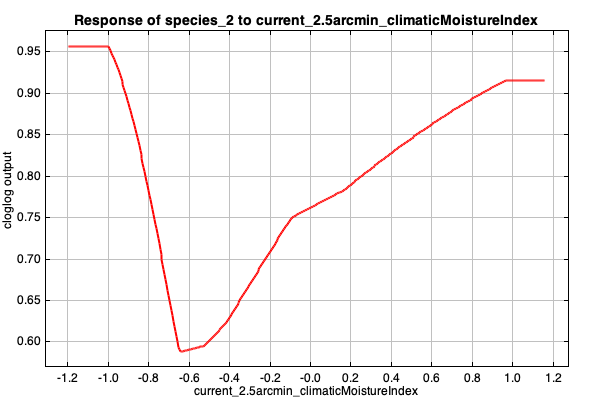 Response of species_2 to current_2.5arcmin_climaticMoistureIndex
cloglog output
0.95
0.90
0.85
0.80
0.75
0.70
0.65
0.60
-1.2 -1.0 -0.8 -0.6 -0.4 -0.2 -0.0 0.2 0.4 0.6 0.8 1.0 1.2
current_2.5arcmin_climaticMoistureIndex